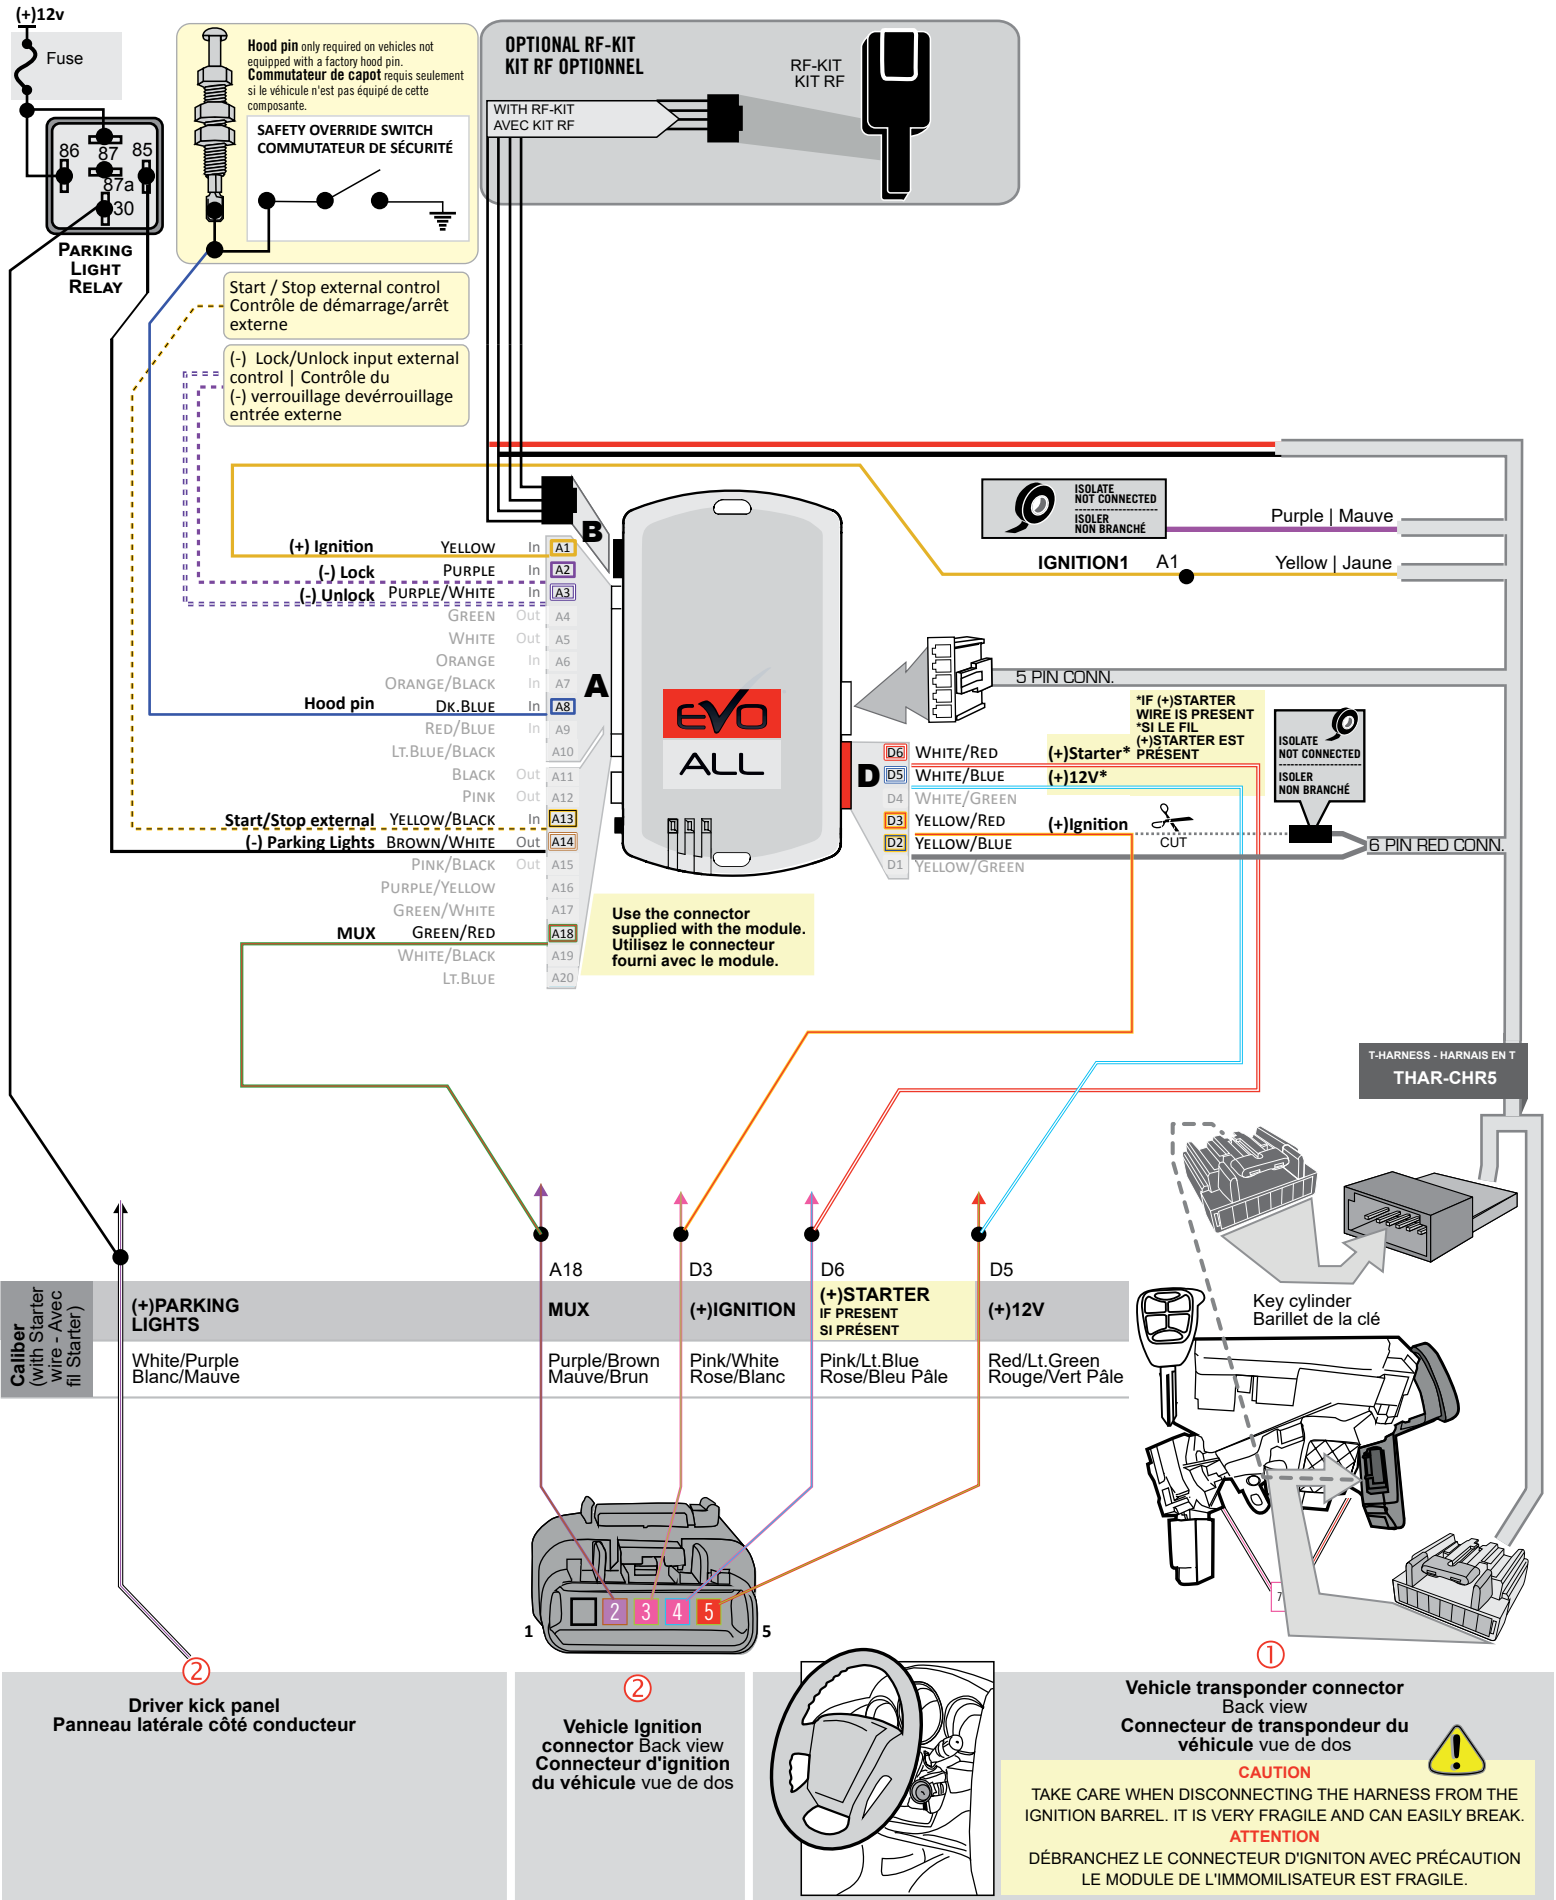 (+)12v
Fuse
86
87
85
87a
30
PARKING
LIGHT
RELAY
Hood pin only required on vehicles not
equipped with a factory hood pin.
Commutateur de capot requis seulement
si le véhicule n'est pas équipé de cette
composante.
SAFETY OVERRIDE SWITCH
COMMUTATEUR DE SÉCURITÉ
OPTIONAL RF-KIT
KIT RF OPTIONNEL
RF-KIT
KIT RF
WITH RF-KIT
AVEC KIT RF
Start / Stop external control
Contrôle de démarrage/arrêt
externe
(-) Lock/Unlock input external
control | Contrôle du
(-) verrouillage devérrouillage
entrée externe
B
(+) Ignition YELLOW In A1
(-) Lock PURPLE In A2
(-) Unlock PURPLE/WHITE In A3
GREEN Out A4
WHITE Out A5
ORANGE In A6
ORANGE/BLACK In A7
Hood pin DK.BLUE In A8
RED/BLUE In A9
LT.BLUE/BLACK A10
BLACK Out A11
PINK Out A12
Start/Stop external YELLOW/BLACK In A13
(-) Parking Lights BROWN/WHITE Out A14
PINK/BLACK Out A15
PURPLE/YELLOW A16
GREEN/WHITE A17
MUX GREEN/RED A18
WHITE/BLACK A19
LT.BLUE A20
A
EVO
ALL
Use the connector
supplied with the module.
Utilisez le connecteur
fourni avec le module.
ISOLATE
NOT CONNECTED
ISOLER
NON BRANCHÉ
Purple | Mauve
IGNITION1 A1 Yellow | Jaune
5 PIN CONN.
*IF (+)STARTER
WIRE IS PRESENT
*SI LE FIL
(+)STARTER EST
PRÉSENT
D
D6 WHITE/RED (+)Starter*
D5 WHITE/BLUE (+)12V*
D4 WHITE/GREEN
D3 YELLOW/RED (+)Ignition
D2 YELLOW/BLUE
D1 YELLOW/GREEN
CUT
ISOLATE
NOT CONNECTED
ISOLER
NON BRANCHÉ
6 PIN RED CONN.
T-HARNESS - HARNAIS EN T
THAR-CHR5
Key cylinder
Barillet de la clé
A18
D3
D6
D5
Caliber
(with Starter
wire - Avec
fil Starter)
(+)PARKING
LIGHTS
MUX
(+)IGNITION
(+)STARTER
IF PRESENT
SI PRÉSENT
(+)12V
White/Purple
Blanc/Mauve
Purple/Brown
Mauve/Brun
Pink/White
Rose/Blanc
Pink/Lt.Blue
Rose/Bleu Pâle
Red/Lt.Green
Rouge/Vert Pâle
2
3
4
5
1
5
7
②
Driver kick panel
Panneau latérale côté conducteur
②
Vehicle Ignition
connector Back view
Connecteur d'ignition
du véhicule vue de dos
①
Vehicle transponder connector
Back view
Connecteur de transpondeur du
véhicule vue de dos
CAUTION
TAKE CARE WHEN DISCONNECTING THE HARNESS FROM THE
IGNITION BARREL. IT IS VERY FRAGILE AND CAN EASILY BREAK.
ATTENTION
DÉBRANCHEZ LE CONNECTEUR D'IGNITON AVEC PRÉCAUTION
LE MODULE DE L'IMMOMILISATEUR EST FRAGILE.